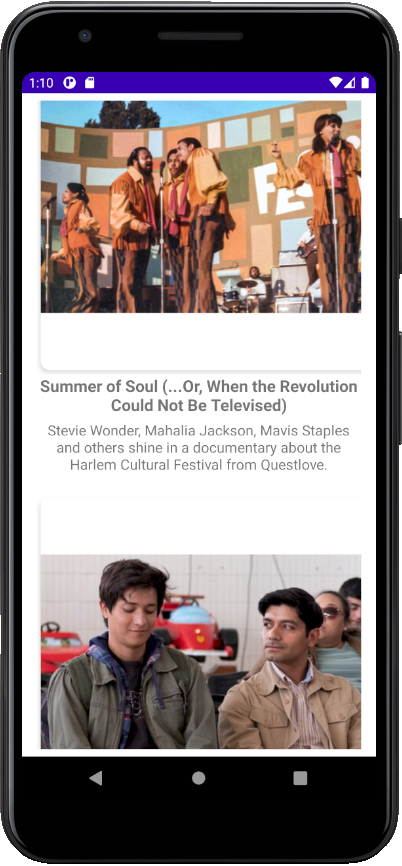 1:10
FES
Summer of Soul (...Or, When the Revolution
Could Not Be Televised)
Stevie Wonder, Mahalia Jackson, Mavis Staples
and others shine in a documentary about the
Harlem Cultural Festival from Questlove.